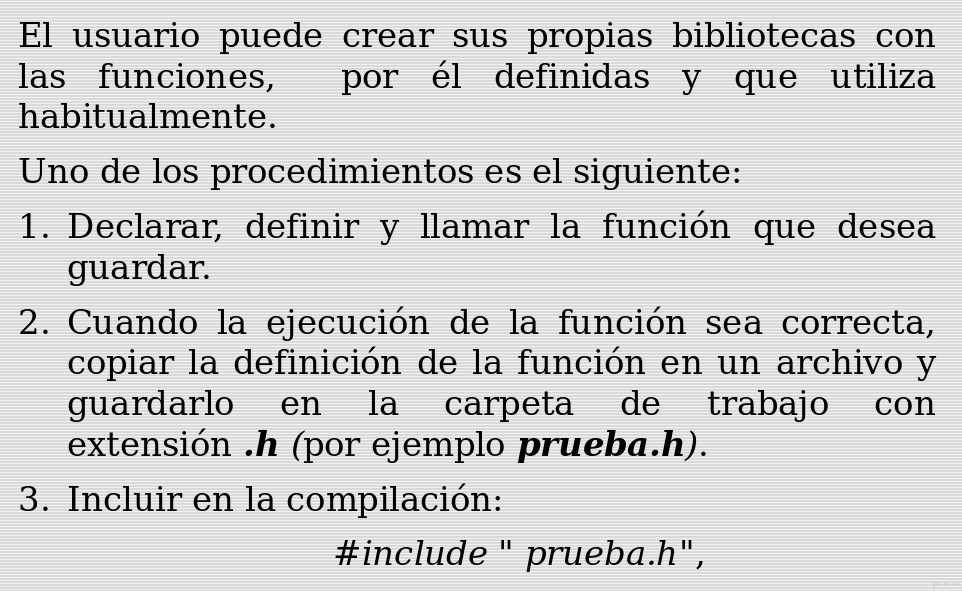 El usuario puede crear sus propias bibliotecas con
las funciones, por él definidas y que utiliza
habitualmente.
Uno de los procedimientos es el siguiente:
1. Declarar, definir y llamar la función que desea
guardar.
2. Cuando la ejecución de la función sea correcta,
copiar la definición de la función en un archivo y
guardarlo en la carpeta de trabajo con
extensión .h (por ejemplo prueba.h).
3. Incluir en la compilación:
#include " prueba.h",